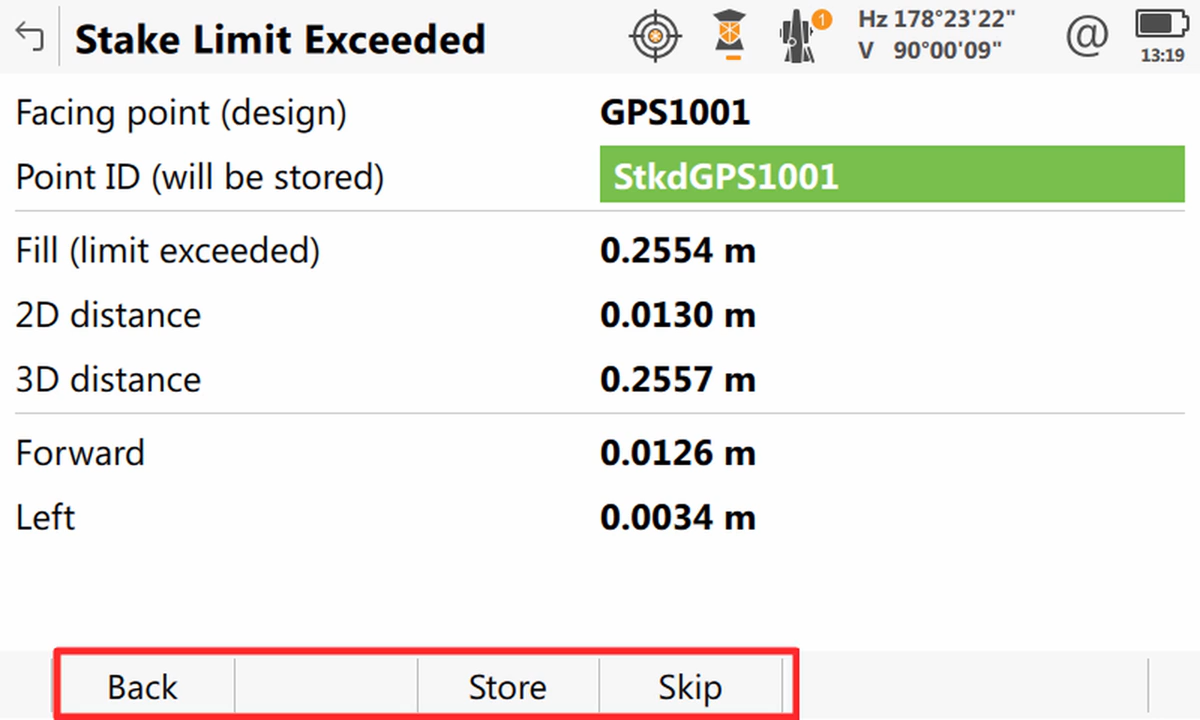 Stake Limit Exceeded
1
Hz 178°23'22"
V 90°00'09"
@
13:19
Facing point (design) GPS1001
Point ID (will be stored) StkdGPS1001
Fill (limit exceeded) 0.2554 m
2D distance 0.0130 m
3D distance 0.2557 m
Forward 0.0126 m
Left 0.0034 m
Back Store Skip